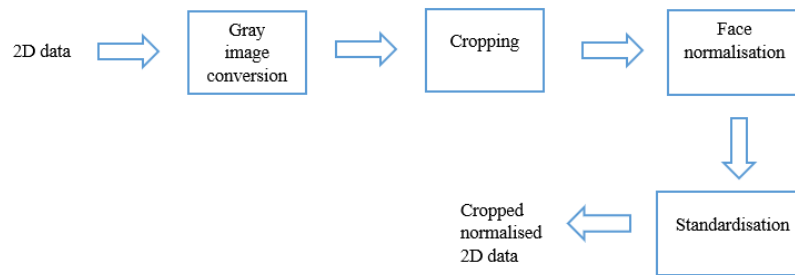 2D data
Gray
image
conversion
Cropping
Face
normalisation
Standardisation
Cropped
normalised
2D data